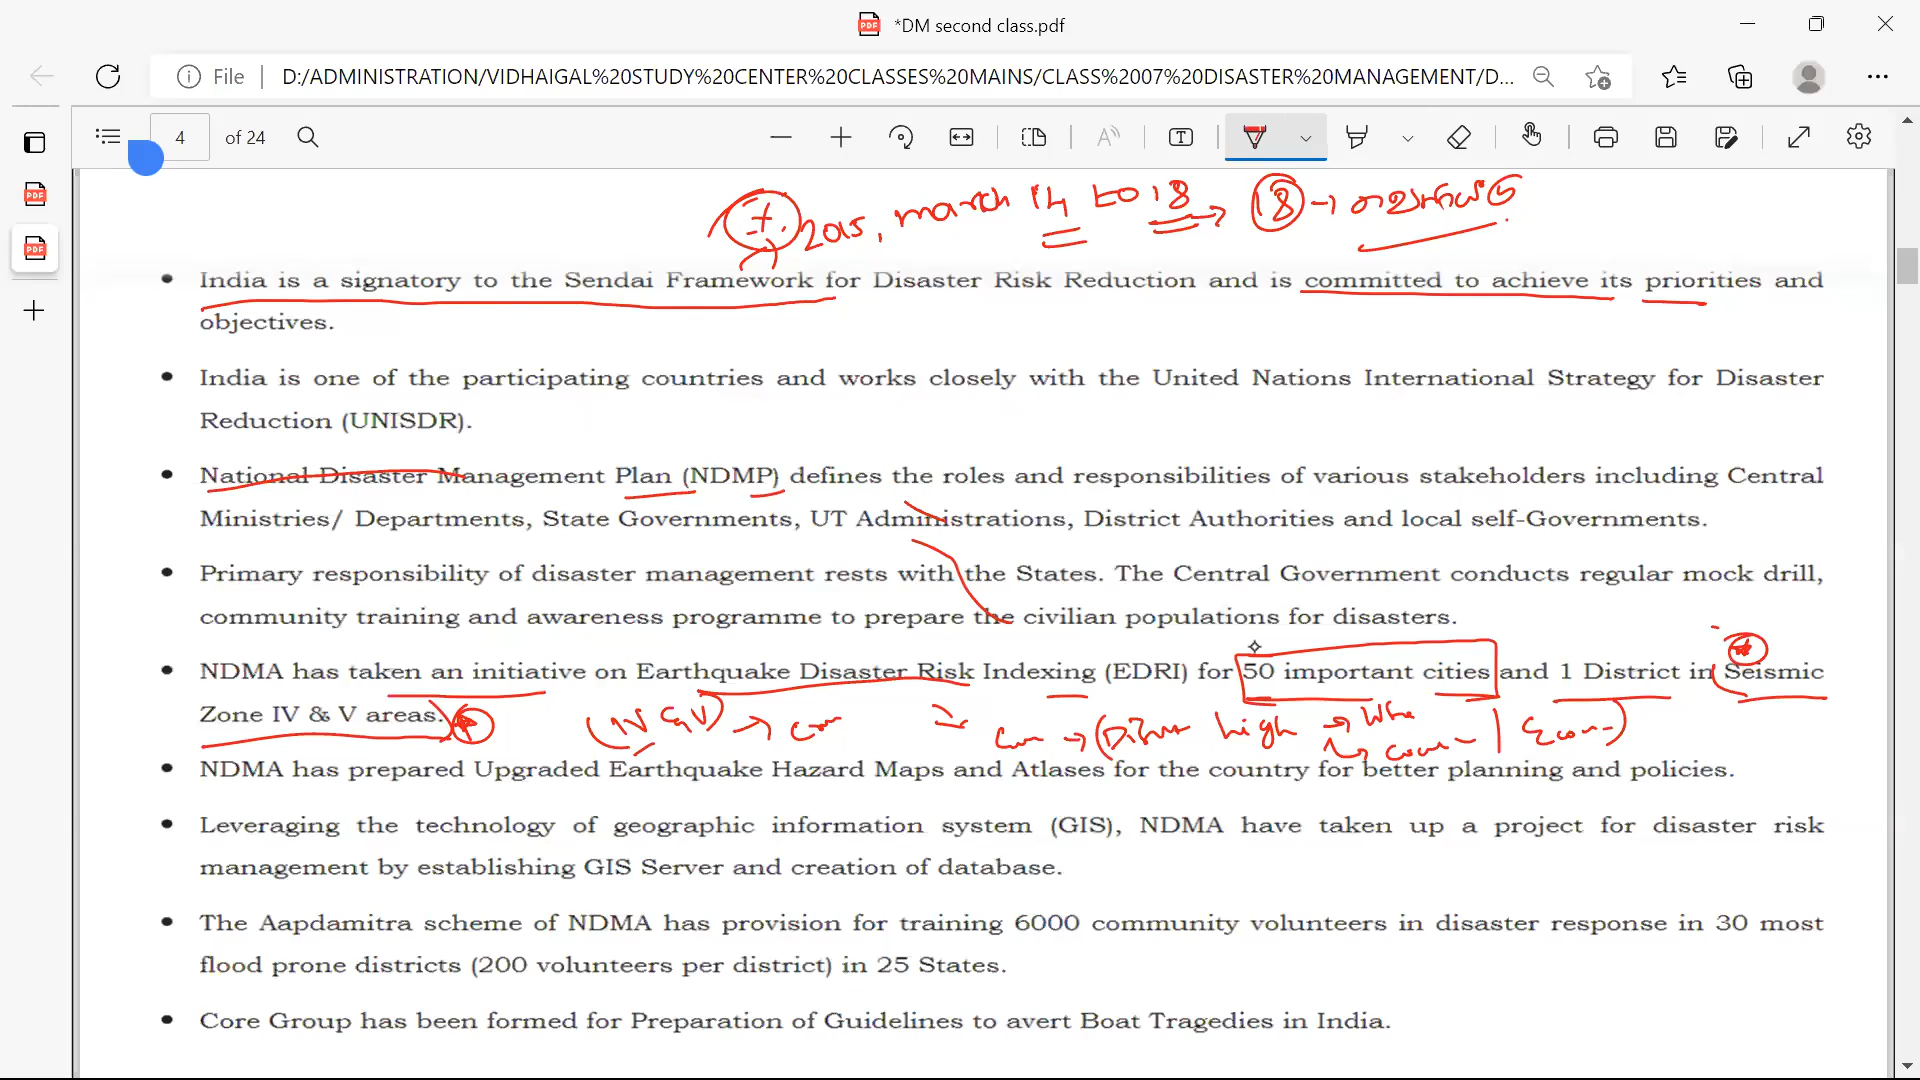 *DM second class.pdf
File
D:/ADMINISTRATION/VIDHAIGAL%20STUDY%20CENTER%20CLASSES%20MAINS/CLASS%2007%20DISASTER%20MANAGEMENT/D...
4 of 24
2015, march 14 to 18 → 18 →
• India is a signatory to the Sendai Framework for Disaster Risk Reduction and is committed to achieve its priorities and
objectives.
• India is one of the participating countries and works closely with the United Nations International Strategy for Disaster
Reduction (UNISDR).
• National Disaster Management Plan (NDMP) defines the roles and responsibilities of various stakeholders including Central
Ministries/ Departments, State Governments, UT Administrations, District Authorities and local self-Governments.
• Primary responsibility of disaster management rests with the States. The Central Government conducts regular mock drill,
community training and awareness programme to prepare the civilian populations for disasters.
• NDMA has taken an initiative on Earthquake Disaster Risk Indexing (EDRI) for 50 important cities and 1 District in Seismic
Zone IV & V areas.
(IV & V) → high
• NDMA has prepared Upgraded Earthquake Hazard Maps and Atlases for the country for better planning and policies.
• Leveraging the technology of geographic information system (GIS), NDMA have taken up a project for disaster risk
management by establishing GIS Server and creation of database.
• The Aapdamitra scheme of NDMA has provision for training 6000 community volunteers in disaster response in 30 most
flood prone districts (200 volunteers per district) in 25 States.
• Core Group has been formed for Preparation of Guidelines to avert Boat Tragedies in India.